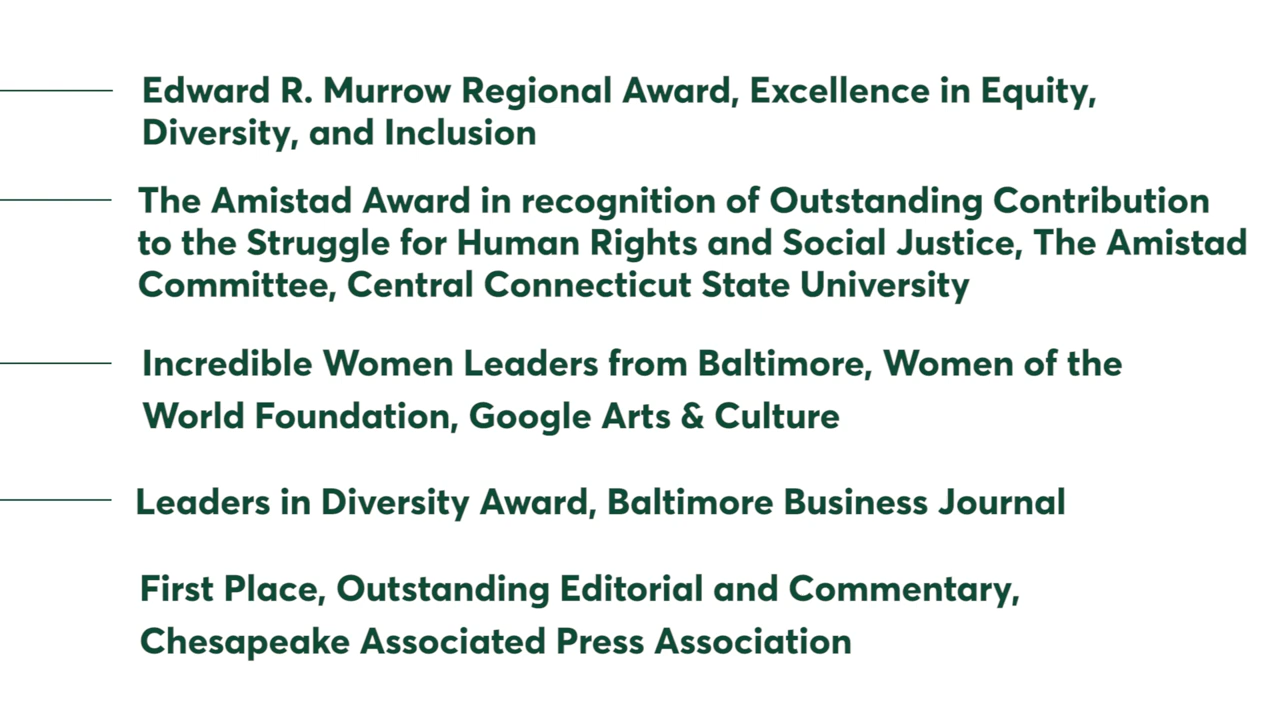 Edward R. Murrow Regional Award, Excellence in Equity,
Diversity, and Inclusion
The Amistad Award in recognition of Outstanding Contribution
to the Struggle for Human Rights and Social Justice, The Amistad
Committee, Central Connecticut State University
Incredible Women Leaders from Baltimore, Women of the
World Foundation, Google Arts & Culture
Leaders in Diversity Award, Baltimore Business Journal
First Place, Outstanding Editorial and Commentary,
Chesapeake Associated Press Association